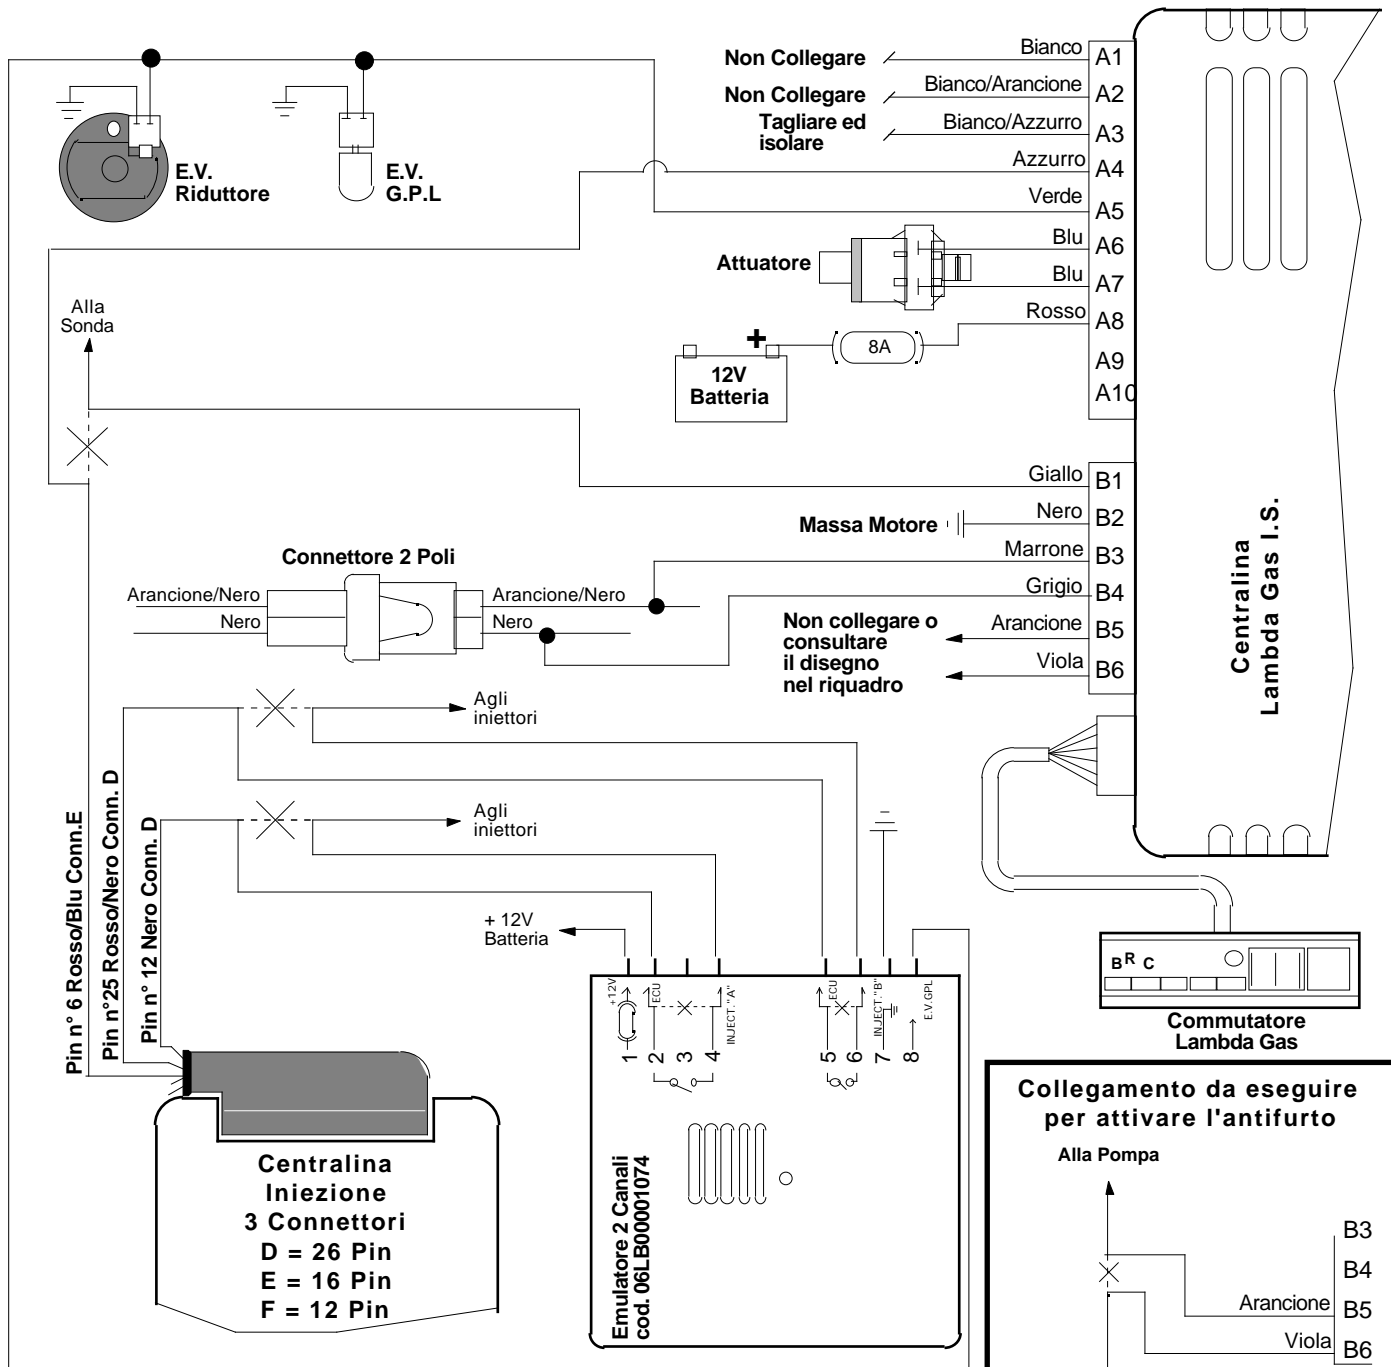 Non Collegare
Bianco
A1
Non Collegare
Bianco/Arancione
A2
Tagliare ed
isolare
Bianco/Azzurro
A3
Azzurro
A4
Verde
A5
Blu
A6
Blu
A7
Rosso
A8
A9
A10
E.V.
Riduttore
E.V.
G.P.L
Attuatore
Alla
Sonda
+
8A
12V
Batteria
Giallo
B1
Massa Motore
Nero
B2
Marrone
B3
Grigio
B4
Non collegare o
consultare
il disegno
nel riquadro
Arancione
B5
Viola
B6
Centralina
Lambda Gas I.S.
Connettore 2 Poli
Arancione/Nero
Arancione/Nero
Nero
Nero
Agli
iniettori
Agli
iniettori
Pin n° 6 Rosso/Blu Conn.E
Pin n°25 Rosso/Nero Conn. D
Pin n° 12 Nero Conn. D
+ 12V
Batteria
+12V
ECU
INJECT."A"
ECU
INJECT."B"
E.V.GPL
1
2
3
4
5
6
7
8
Emulatore 2 Canali
cod. 06LB00001074
B R C
Commutatore
Lambda Gas
Centralina
Iniezione
3 Connettori
D = 26 Pin
E = 16 Pin
F = 12 Pin
Collegamento da eseguire
per attivare l'antifurto
Alla Pompa
B3
B4
Arancione
B5
Viola
B6